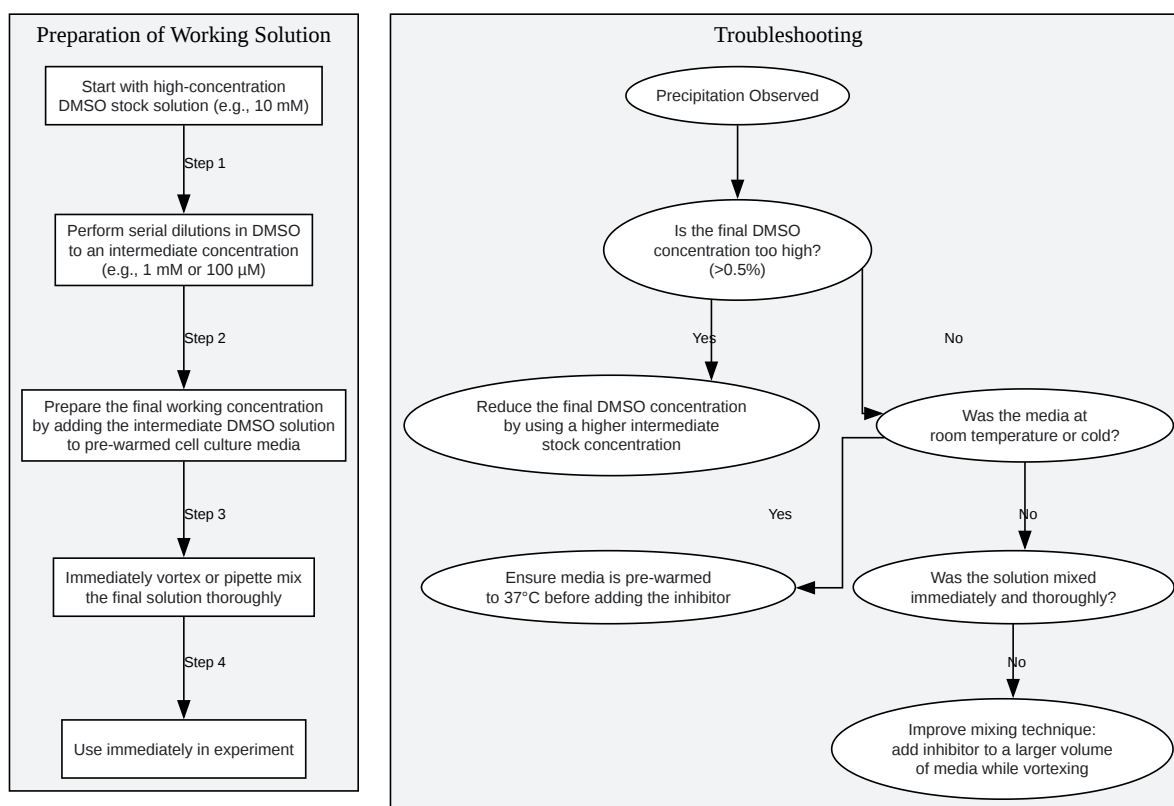 Preparation of Working Solution
Start with high-concentration
DMSO stock solution (e.g., 10 mM)
Step 1
Perform serial dilutions in DMSO
to an intermediate concentration
(e.g., 1 mM or 100 µM)
Step 2
Prepare the final working concentration
by adding the intermediate DMSO solution
to pre-warmed cell culture media
Step 3
Immediately vortex or pipette mix
the final solution thoroughly
Step 4
Use immediately in experiment
Troubleshooting
Precipitation Observed
Is the final DMSO
concentration too high?
(>0.5%)
Yes
No
Reduce the final DMSO concentration
by using a higher intermediate
stock concentration
Was the media at
room temperature or cold?
Yes
No
Ensure media is pre-warmed
to 37°C before adding the inhibitor
Was the solution mixed
immediately and thoroughly?
No
Improve mixing technique:
add inhibitor to a larger volume
of media while vortexing